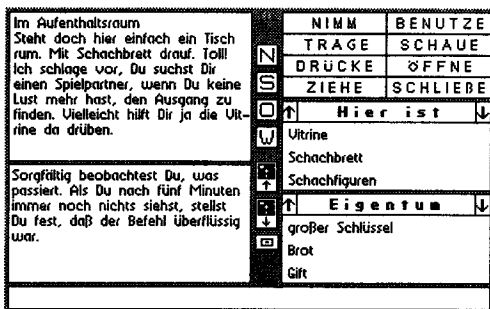 Im Aufenthaltsraum
Steht doch hier einfach ein Tisch
rum. Mit Schachbrett drauf. Toll!
Ich schlage vor, Du suchst Dir
einen Spielpartner, wenn Du keine
Lust mehr hast, den Ausgang zu
finden. Vielleicht hilft Dir ja die Vit-
rine da drüben.
Sorgfältig beobachtest Du, was
passiert. Als Du nach fünf Minuten
immer noch nichts siehst, stellst
Du fest, daß der Befehl überflüssig
war.
N
S
O
W
NIMM BENUTZE
TRAGE SCHAUE
DRÜCKE ÖFFNE
ZIEHE SCHLIEßE
Hier ist
Vitrine
Schachbrett
Schachfiguren
Eigentum
großer Schlüssel
Brot
Gift